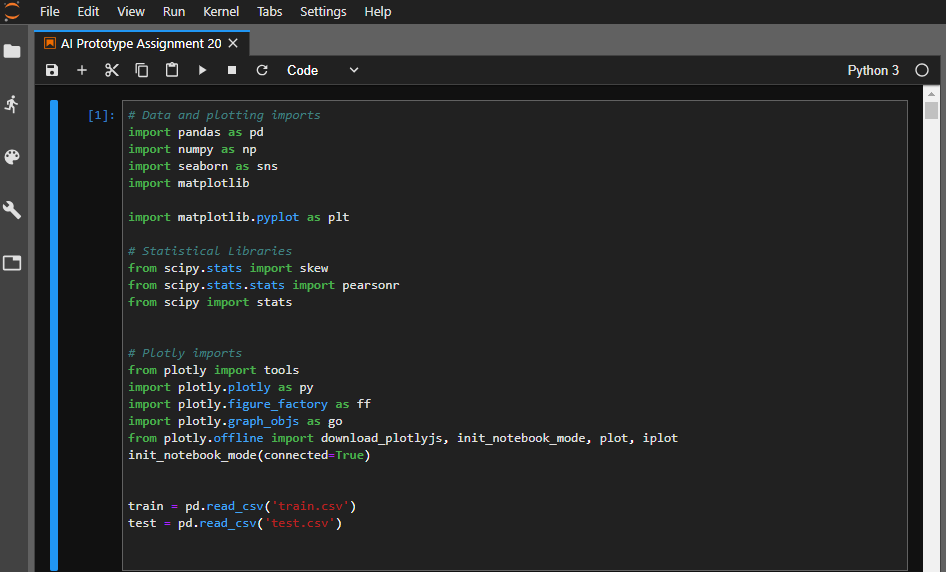 File Edit View Run Kernel Tabs Settings Help
AI Prototype Assignment 20
Code
Python 3
[1]:
# Data and plotting imports
import pandas as pd
import numpy as np
import seaborn as sns
import matplotlib
import matplotlib.pyplot as plt
# Statistical Libraries
from scipy.stats import skew
from scipy.stats.stats import pearsonr
from scipy import stats
# Plotly imports
from plotly import tools
import plotly.plotly as py
import plotly.figure_factory as ff
import plotly.graph_objs as go
from plotly.offline import download_plotlyjs, init_notebook_mode, plot, iplot
init_notebook_mode(connected=True)
train = pd.read_csv('train.csv')
test = pd.read_csv('test.csv')